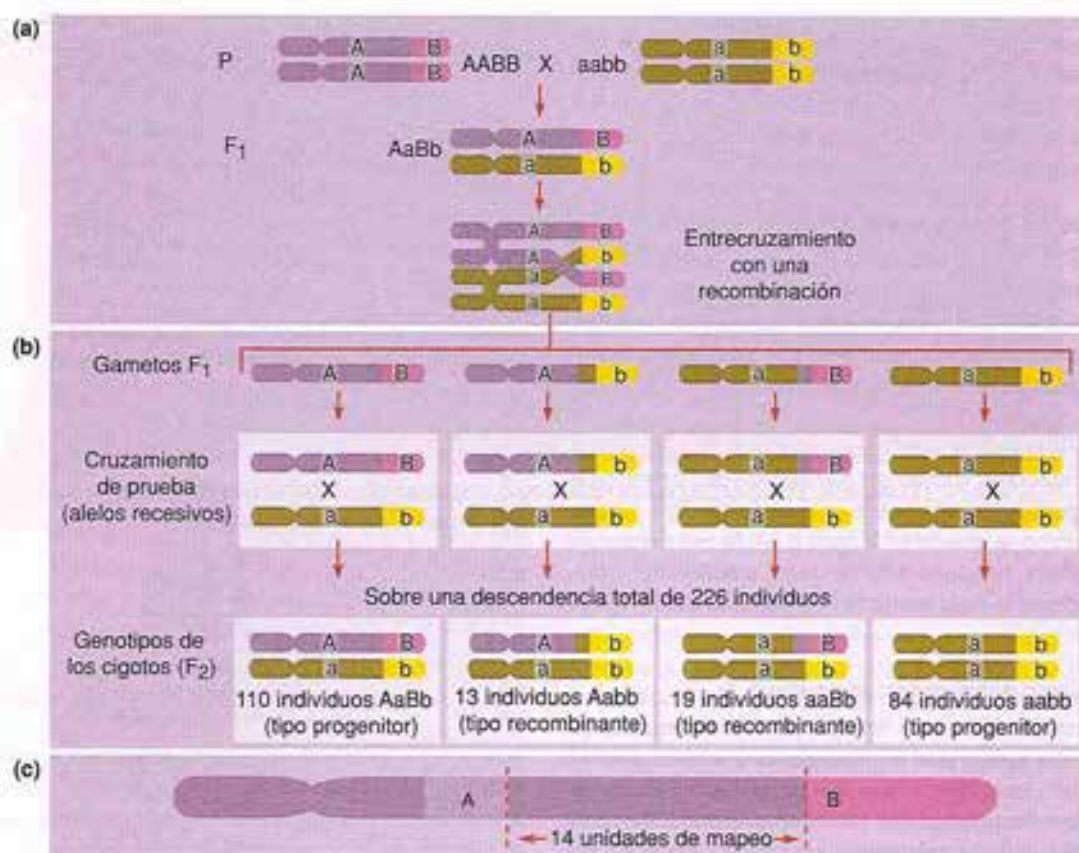 (a)
P
A B
A B
AABB X aabb
a b
a b
F1
AaBb
A B
a b
A B
A b
a B
a b
Entrecruzamiento
con una
recombinación
(b)
Gametos F1
A B
A b
a B
a b
Cruzamiento
de prueba
(alelos recesivos)
A B
X
a b
A b
X
a b
a B
X
a b
a b
X
a b
Sobre una descendencia total de 226 individuos
Genotipos de
los cigotos (F2)
A B
a b
110 individuos AaBb
(tipo progenitor)
A b
a b
13 individuos Aabb
(tipo recombinante)
a B
a b
19 individuos aaBb
(tipo recombinante)
a b
a b
84 individuos aabb
(tipo progenitor)
(c)
A B
14 unidades de mapeo